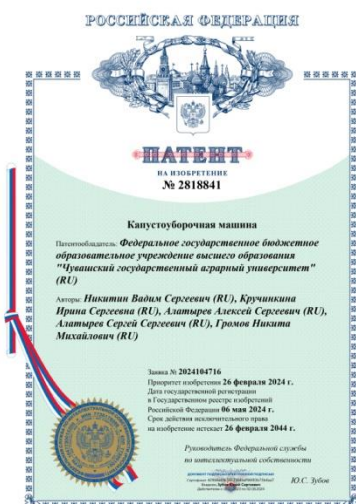 РОССИЙСКАЯ ФЕДЕРАЦИЯ
ПАТЕНТ
НА ИЗОБРЕТЕНИЕ
№ 2818841
Капустоуборочная машина
Патентообладатель: Федеральное государственное бюджетное
образовательное учреждение высшего образования
"Чувашский государственный аграрный университет"
(RU)
Авторы: Никитин Вадим Сергеевич (RU), Кручинкина
Ирина Сергеевна (RU), Алатырев Алексей Сергеевич (RU),
Алатырев Сергей Сергеевич (RU), Громов Никита
Михайлович (RU)
Заявка № 2024104716
Приоритет изобретения 26 февраля 2024 г.
Дата государственной регистрации
в Государственном реестре изобретений
Российской Федерации 06 мая 2024 г.
Срок действия исключительного права
на изобретение истекает 26 февраля 2044 г.
Руководитель Федеральной службы
по интеллектуальной собственности
Ю.С. Зубов